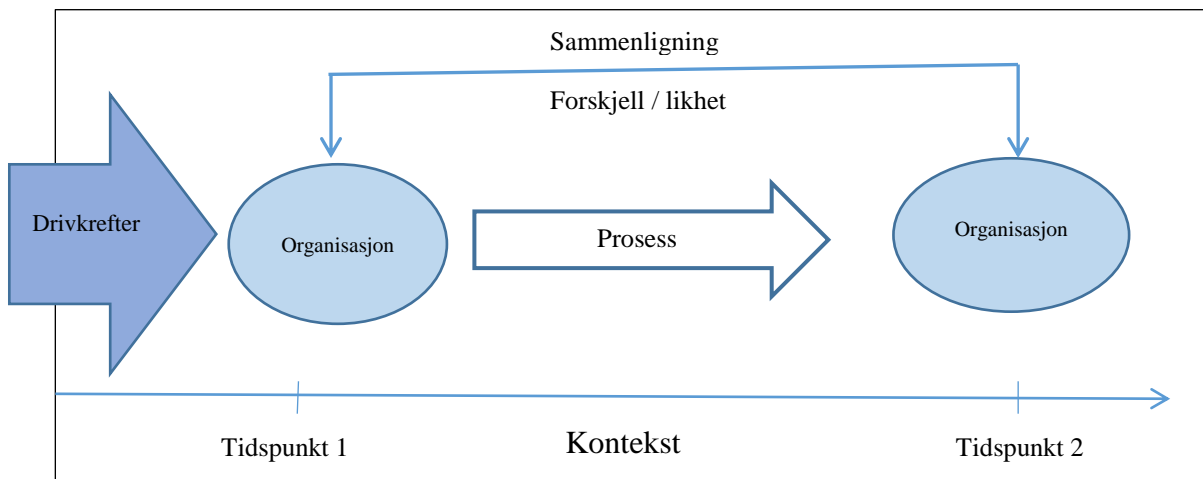 Sammenligning
Forskjell / likhet
Drivkrefter
Organisasjon
Prosess
Organisasjon
Tidspunkt 1
Kontekst
Tidspunkt 2